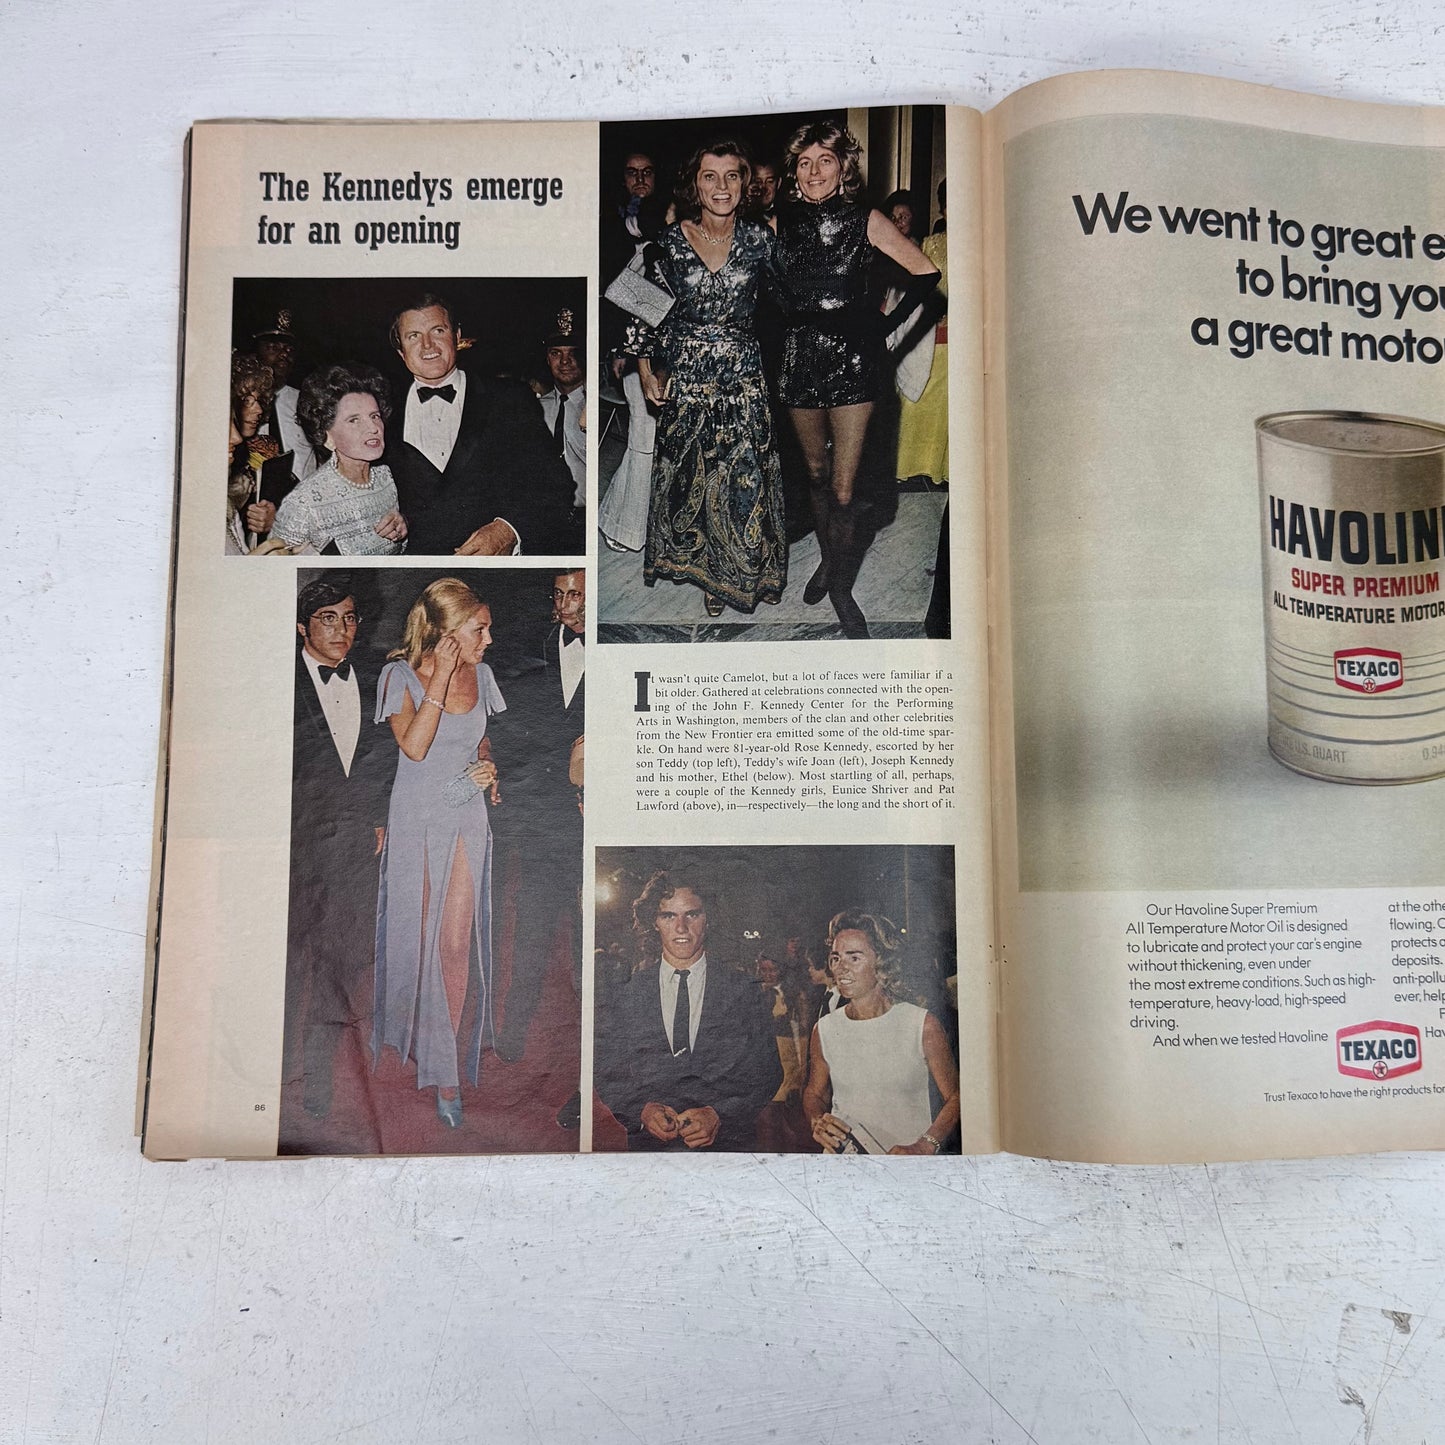 The Kennedys emerge
for an opening
It wasn't quite Camelot, but a lot of faces were familiar if a
bit older. Gathered at celebrations connected with the open-
ing of the John F. Kennedy Center for the Performing
Arts in Washington, members of the clan and other celebrities
from the New Frontier era emitted some of the old-time spar-
kle. On hand were 81-year-old Rose Kennedy, escorted by her
son Teddy (top left), Teddy's wife Joan (left), Joseph Kennedy
and his mother, Ethel (below). Most startling of all, perhaps,
were a couple of the Kennedy girls, Eunice Shriver and Pat
Lawford (above), in—respectively—the long and the short of it.
86
We went to great e
to bring you
a great moto
HAVOLIN
SUPER PREMIUM
ALL TEMPERATURE MOTOR
TEXACO
U.S. QUART
0.94
Our Havoline Super Premium
All Temperature Motor Oil is designed
to lubricate and protect your car's engine
without thickening, even under
the most extreme conditions. Such as high-
temperature, heavy-load, high-speed
driving.
And when we tested Havoline
at the othe
flowing.
protects
deposits.
anti-pollu
ever, help
Hav
TEXACO
Trust Texaco to have the right products for